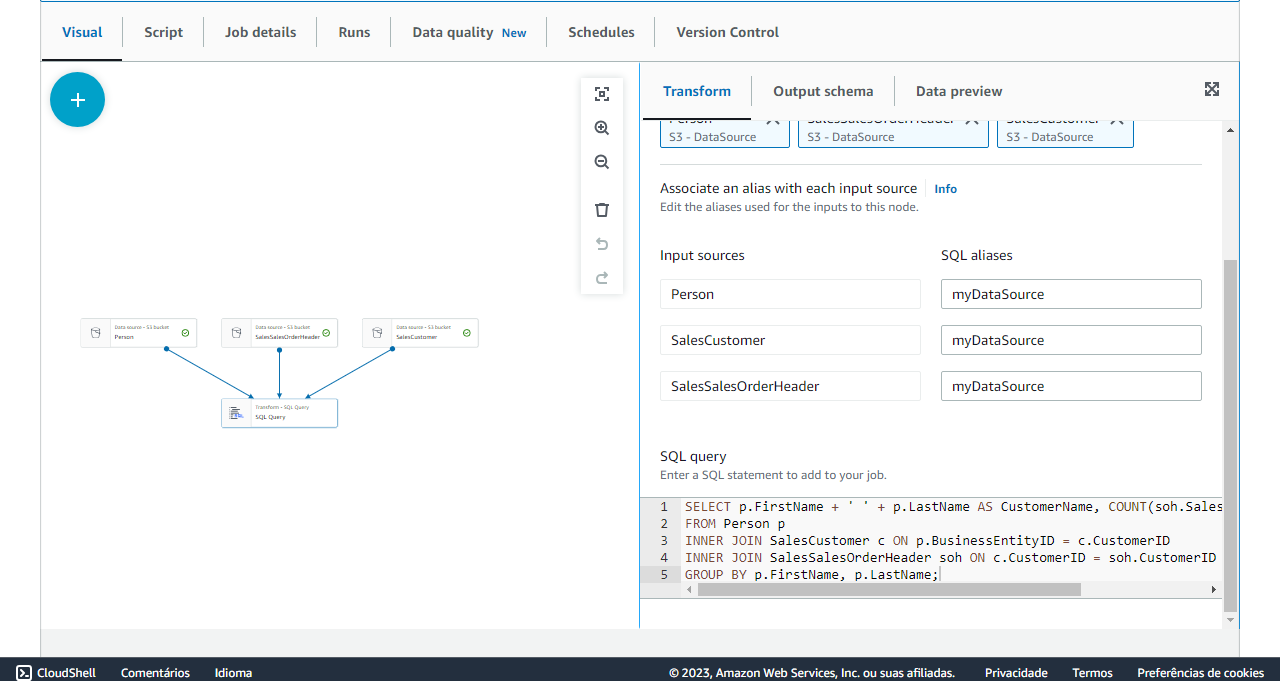 Visual Script Job details Runs Data quality New Schedules Version Control
Transform Output schema Data preview
Person SalesSalesOrderHeader SalesCustomer
S3 - DataSource S3 - DataSource S3 - DataSource
Associate an alias with each input source Info
Edit the aliases used for the inputs to this node.
Input sources SQL aliases
Person myDataSource
SalesCustomer myDataSource
SalesSalesOrderHeader myDataSource
Data source - S3 bucket
Person
Data source - S3 bucket
SalesSalesOrderHeader
Data source - S3 bucket
SalesCustomer
Transform - SQL Query
SQL Query
SQL query
Enter a SQL statement to add to your job.
1 SELECT p.FirstName + ' ' + p.LastName AS CustomerName, COUNT(soh.Sales
2 FROM Person p
3 INNER JOIN SalesCustomer c ON p.BusinessEntityID = c.CustomerID
4 INNER JOIN SalesSalesOrderHeader soh ON c.CustomerID = soh.CustomerID
5 GROUP BY p.FirstName, p.LastName;
CloudShell Comentários Idioma © 2023, Amazon Web Services, Inc. ou suas afiliadas. Privacidade Termos Preferências de cookies